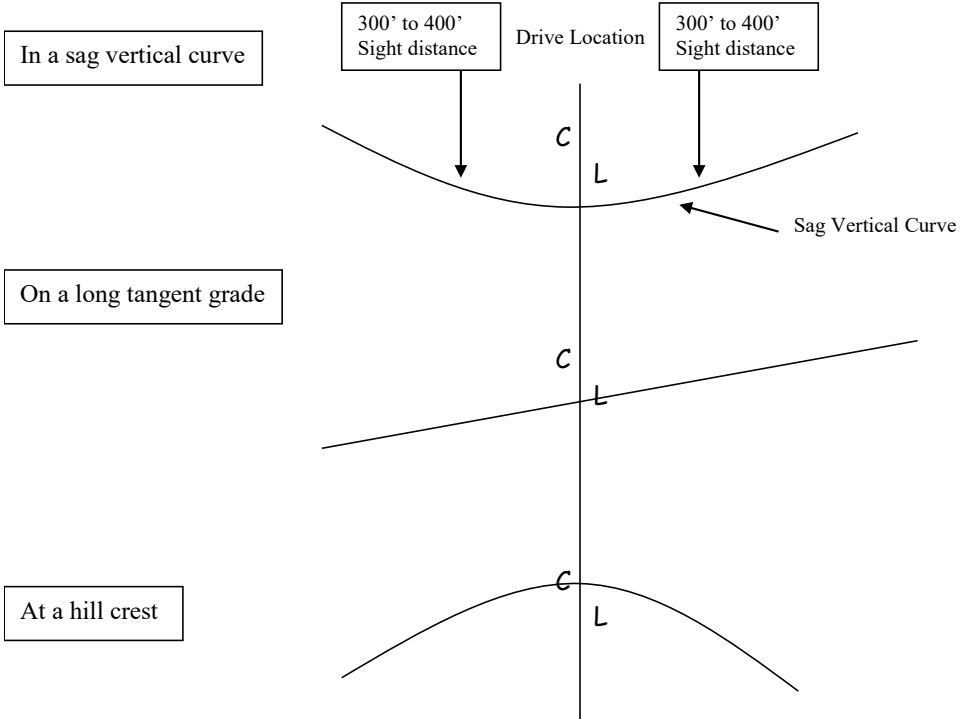 300’ to 400’
Sight distance
Drive Location
300’ to 400’
Sight distance
In a sag vertical curve
C
L
Sag Vertical Curve
On a long tangent grade
C
L
C
At a hill crest
L